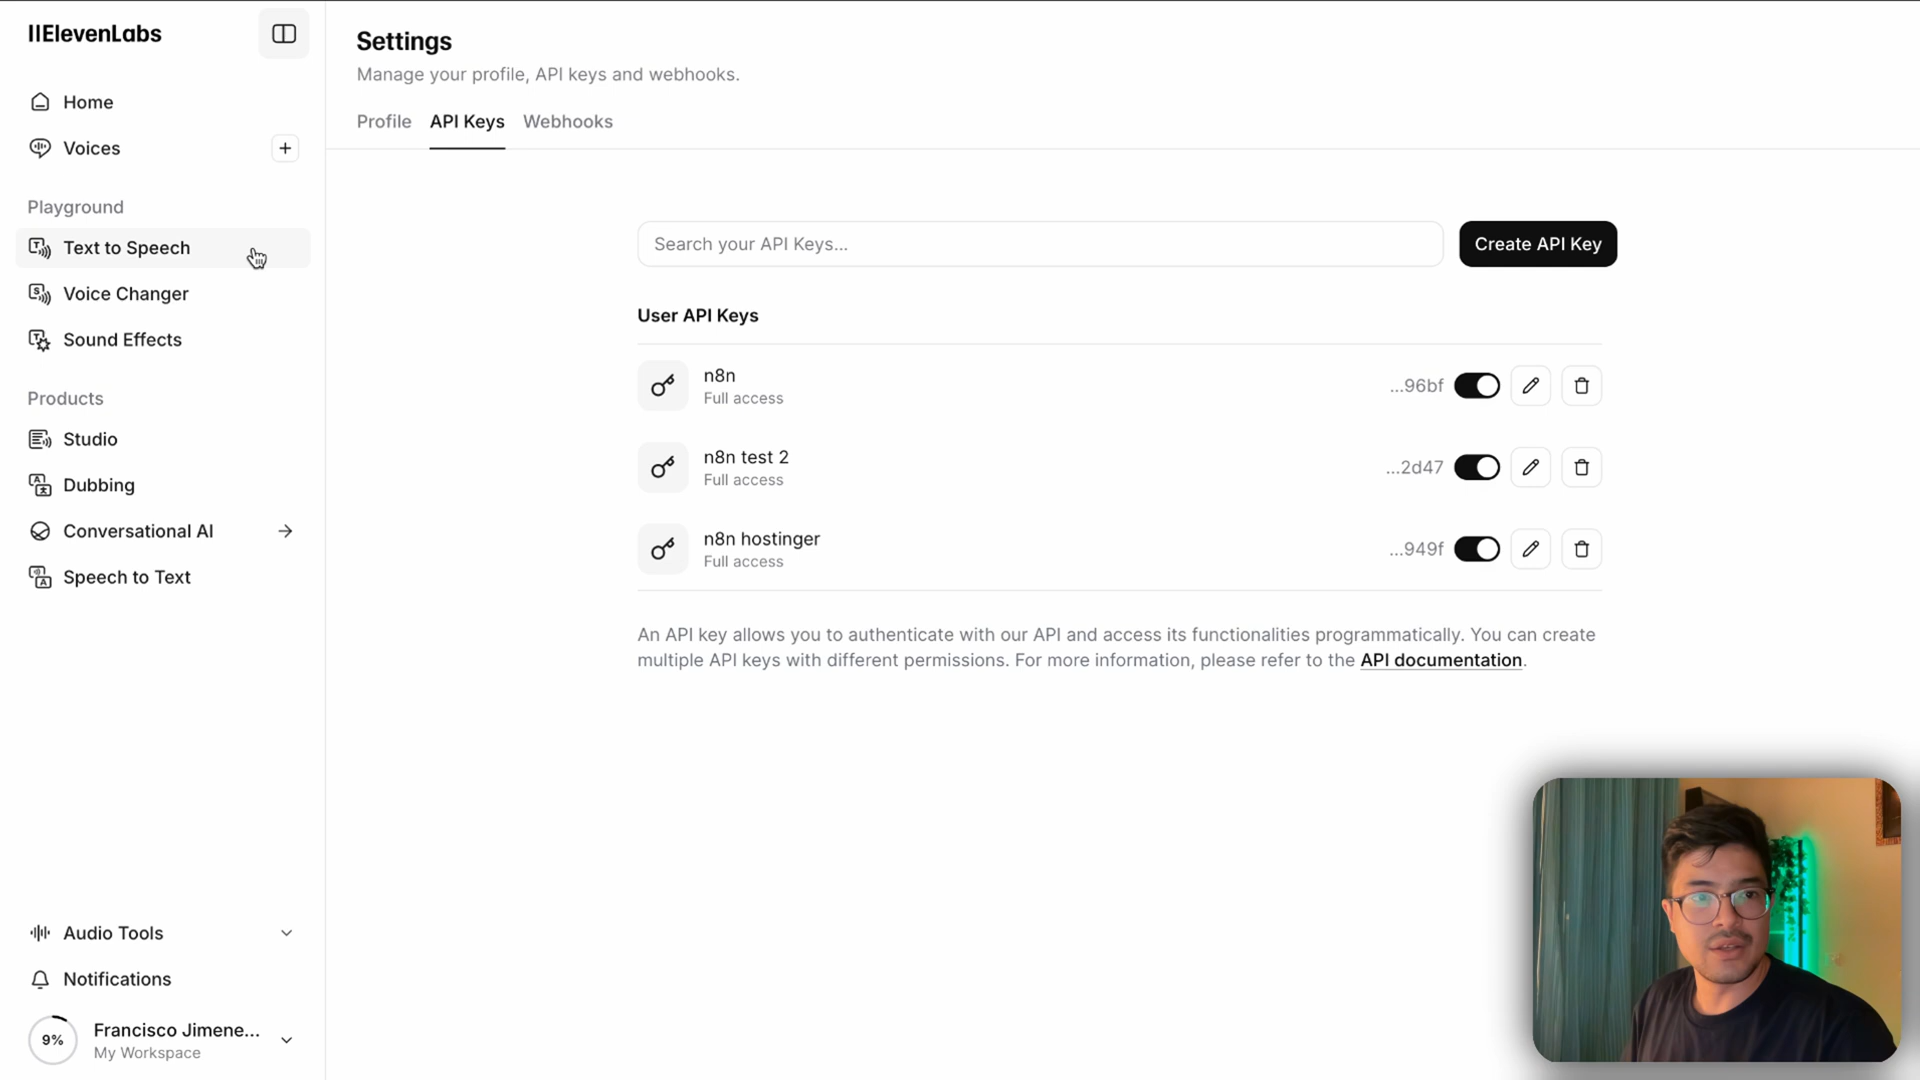 IIElevenLabs
Home
Voices
Playground
Text to Speech
Voice Changer
Sound Effects
Products
Studio
Dubbing
Conversational AI
Speech to Text
Audio Tools
Notifications
9%
Francisco Jimene...
My Workspace
Settings
Manage your profile, API keys and webhooks.
Profile API Keys Webhooks
Search your API Keys...
Create API Key
User API Keys
n8n
Full access
...96bf
n8n test 2
Full access
...2d47
n8n hostinger
Full access
...949f
An API key allows you to authenticate with our API and access its functionalities programmatically. You can create
multiple API keys with different permissions. For more information, please refer to the API documentation.